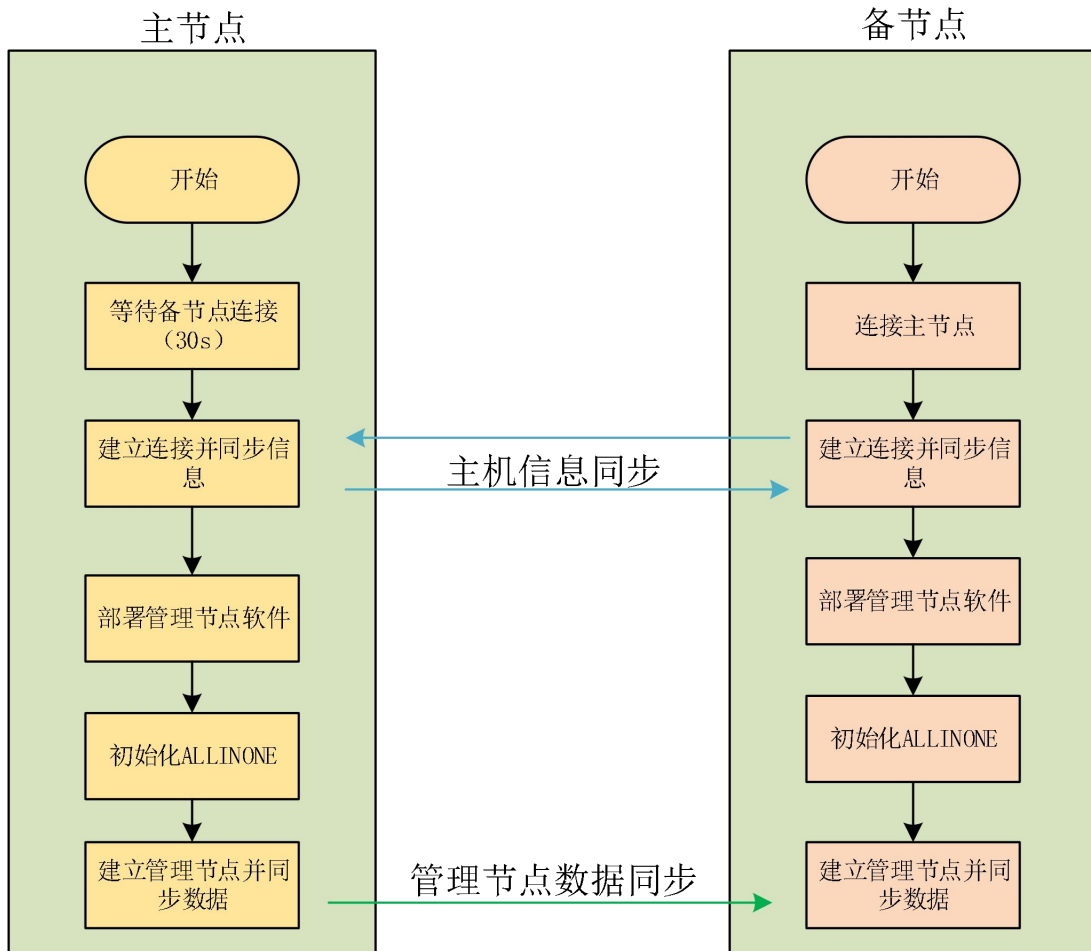 主节点
备节点
开始
等待备节点连接
（30s）
建立连接并同步信
息
部署管理节点软件
初始化ALLINONE
建立管理节点并同
步数据
主机信息同步
管理节点数据同步
开始
连接主节点
建立连接并同步信
息
部署管理节点软件
初始化ALLINONE
建立管理节点并同
步数据